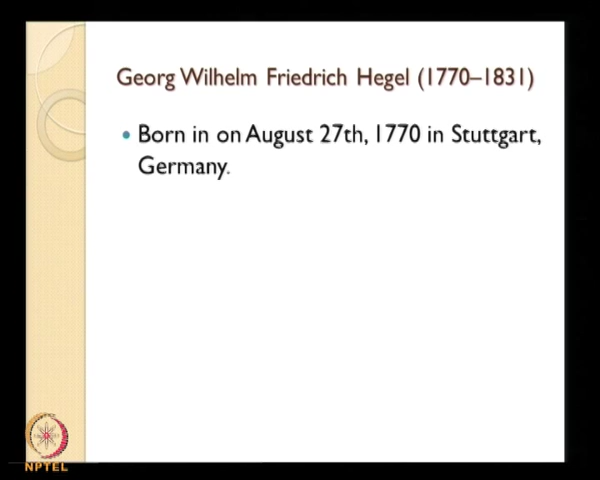 Georg Wilhelm Friedrich Hegel (1770–1831)
• Born in on August 27th, 1770 in Stuttgart,
Germany.
NPTEL